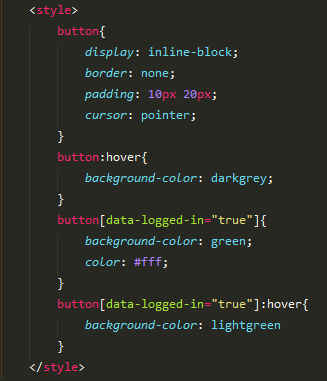 <style>
button{
display: inline-block;
border: none;
padding: 10px 20px;
cursor: pointer;
}
button:hover{
background-color: darkgrey;
}
button[data-logged-in="true"]{
background-color: green;
color: #fff;
}
button[data-logged-in="true"]:hover{
background-color: lightgreen
}
</style>